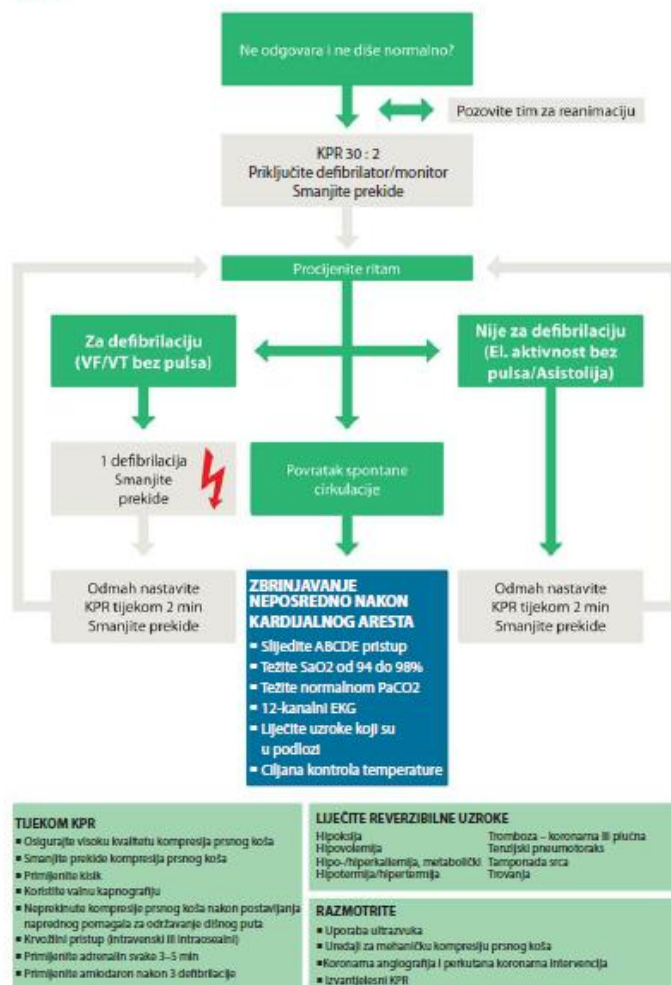 Ne odgovara i ne diše normalno?
Pozovite tim za reanimaciju
KPR 30 : 2
Priključite defibrilator/monitor
Smanjite prekide
Procijenite ritam
Za defibrilaciju
(VF/VT bez pulsa)
Nije za defibrilaciju
(El. aktivnost bez
pulsa/Asistolija)
1 defibrilacija
Smanjite
prekide
Povratak spontane
cirkulacije
Odmah nastavite
KPR tijekom 2 min
Smanjite prekide
ZBRINJAVANJE
NEPOSREDNO NAKON
KARDIJALNOG ARESTA
▪ Slijedite ABCDE pristup
▪ Težite SaO2 od 94 do 98%
▪ Težite normalnom PaCO2
▪ 12-kanalni EKG
▪ Liječite uzroke koji su
u podlozi
▪ Ciljana kontrola temperature
Odmah nastavite
KPR tijekom 2 min
Smanjite prekide
TIJEKOM KPR
▪ Osigurajte visoku kvalitetu kompresija prsnog koša
▪ Smanjite prekide kompresija prsnog koša
▪ Primijenite kisik
▪ Koristite valnu kapnografiju
▪ Neprekinute kompresije prsnog koša nakon postavljanja
naprednog pomagala za održavanje dišnog puta
▪ Krvožilni pristup (intravenski ili intraosealni)
▪ Primijenite adrenalin svake 3–5 min
▪ Primijenite amiodaron nakon 3 defibrilacije
LIJEČITE REVERZIBILNE UZROKE
Hipoksija
Hipovolemija
Hipo-/hiperkaliemija, metabolički
Hipotermija/hipertermija
Tromboza – koronarna ili plućna
Tenzijski pneumotoraks
Tamponada srca
Trovanja
RAZMOTRITE
▪ Uporaba ultrazvuka
▪ Uređaji za mehaničku kompresiju prsnog koša
▪ Koronarna angiografija i perkutana koronarna intervencija
▪ Izvantjelesni KPR